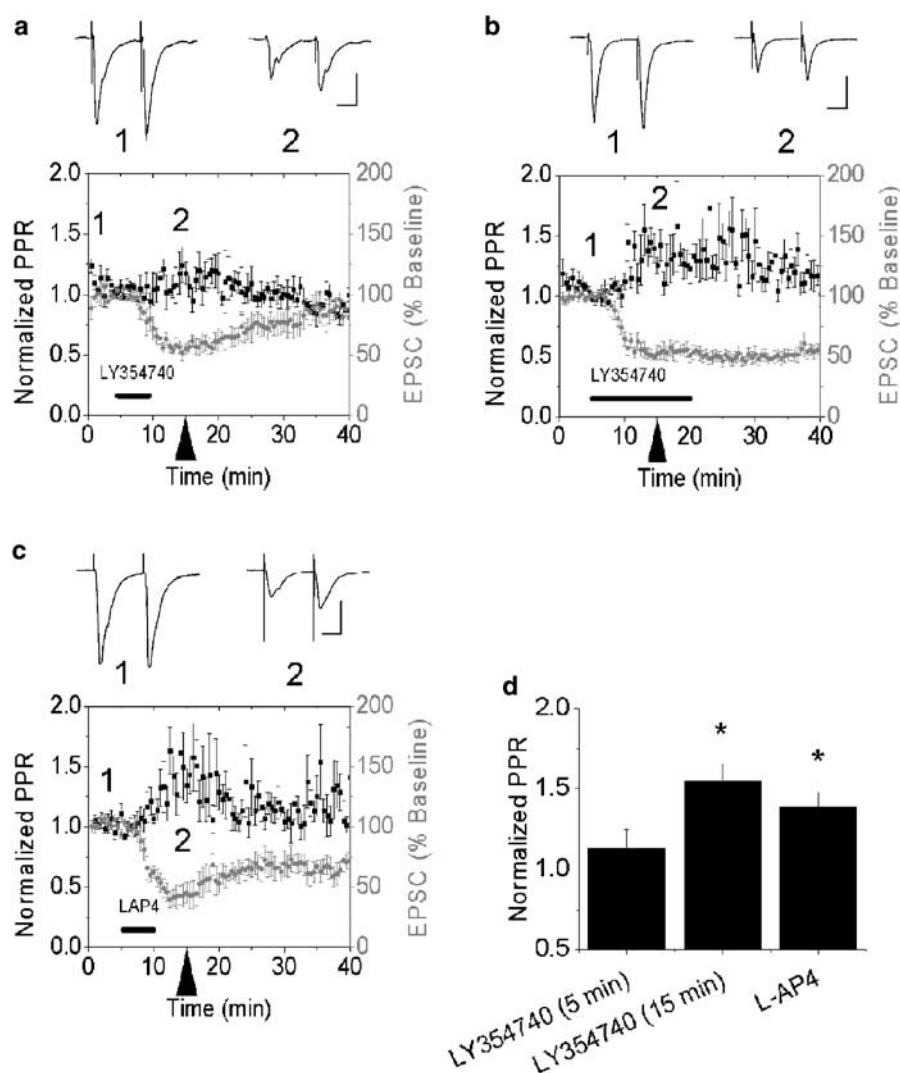 a
1
2
Normalized PPR
2.0
1.5
1.0
0.5
0.0
1
2
LY354740
200
150
100
50
0
EPSC (% Baseline)
0 10 20 30 40
Time (min)
b
1
2
Normalized PPR
2.0
1.5
1.0
0.5
0.0
1
2
LY354740
200
150
100
50
0
EPSC (% Baseline)
0 10 20 30 40
Time (min)
c
1
2
Normalized PPR
2.0
1.5
1.0
0.5
0.0
1
2
LAP4
200
150
100
50
0
EPSC (% Baseline)
0 10 20 30 40
Time (min)
d
Normalized PPR
2.0
1.5
1.0
0.5
*
*
LY354740 (5 min)
LY354740 (15 min)
L-AP4